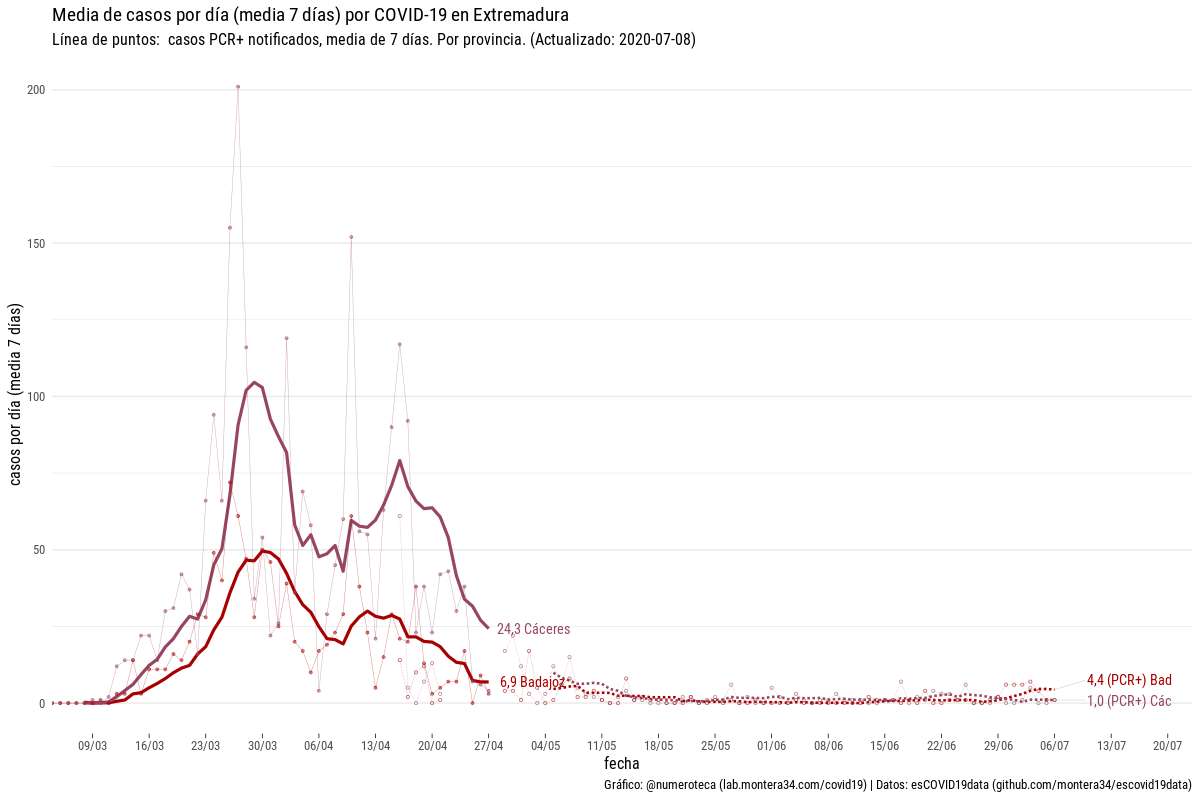 Media de casos por día (media 7 días) por COVID-19 en Extremadura
Línea de puntos:  casos PCR+ notificados, media de 7 días. Por provincia. (Actualizado: 2020-07-08)
casos por día (media 7 días)
200
150
100
50
0
24,3 Cáceres
6,9 Badajoz
4,4 (PCR+) Bad
1,0 (PCR+) Các
09/03
16/03
23/03
30/03
06/04
13/04
20/04
27/04
04/05
11/05
18/05
25/05
01/06
08/06
15/06
22/06
29/06
06/07
13/07
20/07
fecha
Gráfico: @numeroteca (lab.montera34.com/covid19) | Datos: esCOVID19data (github.com/montera34/escovid19data)